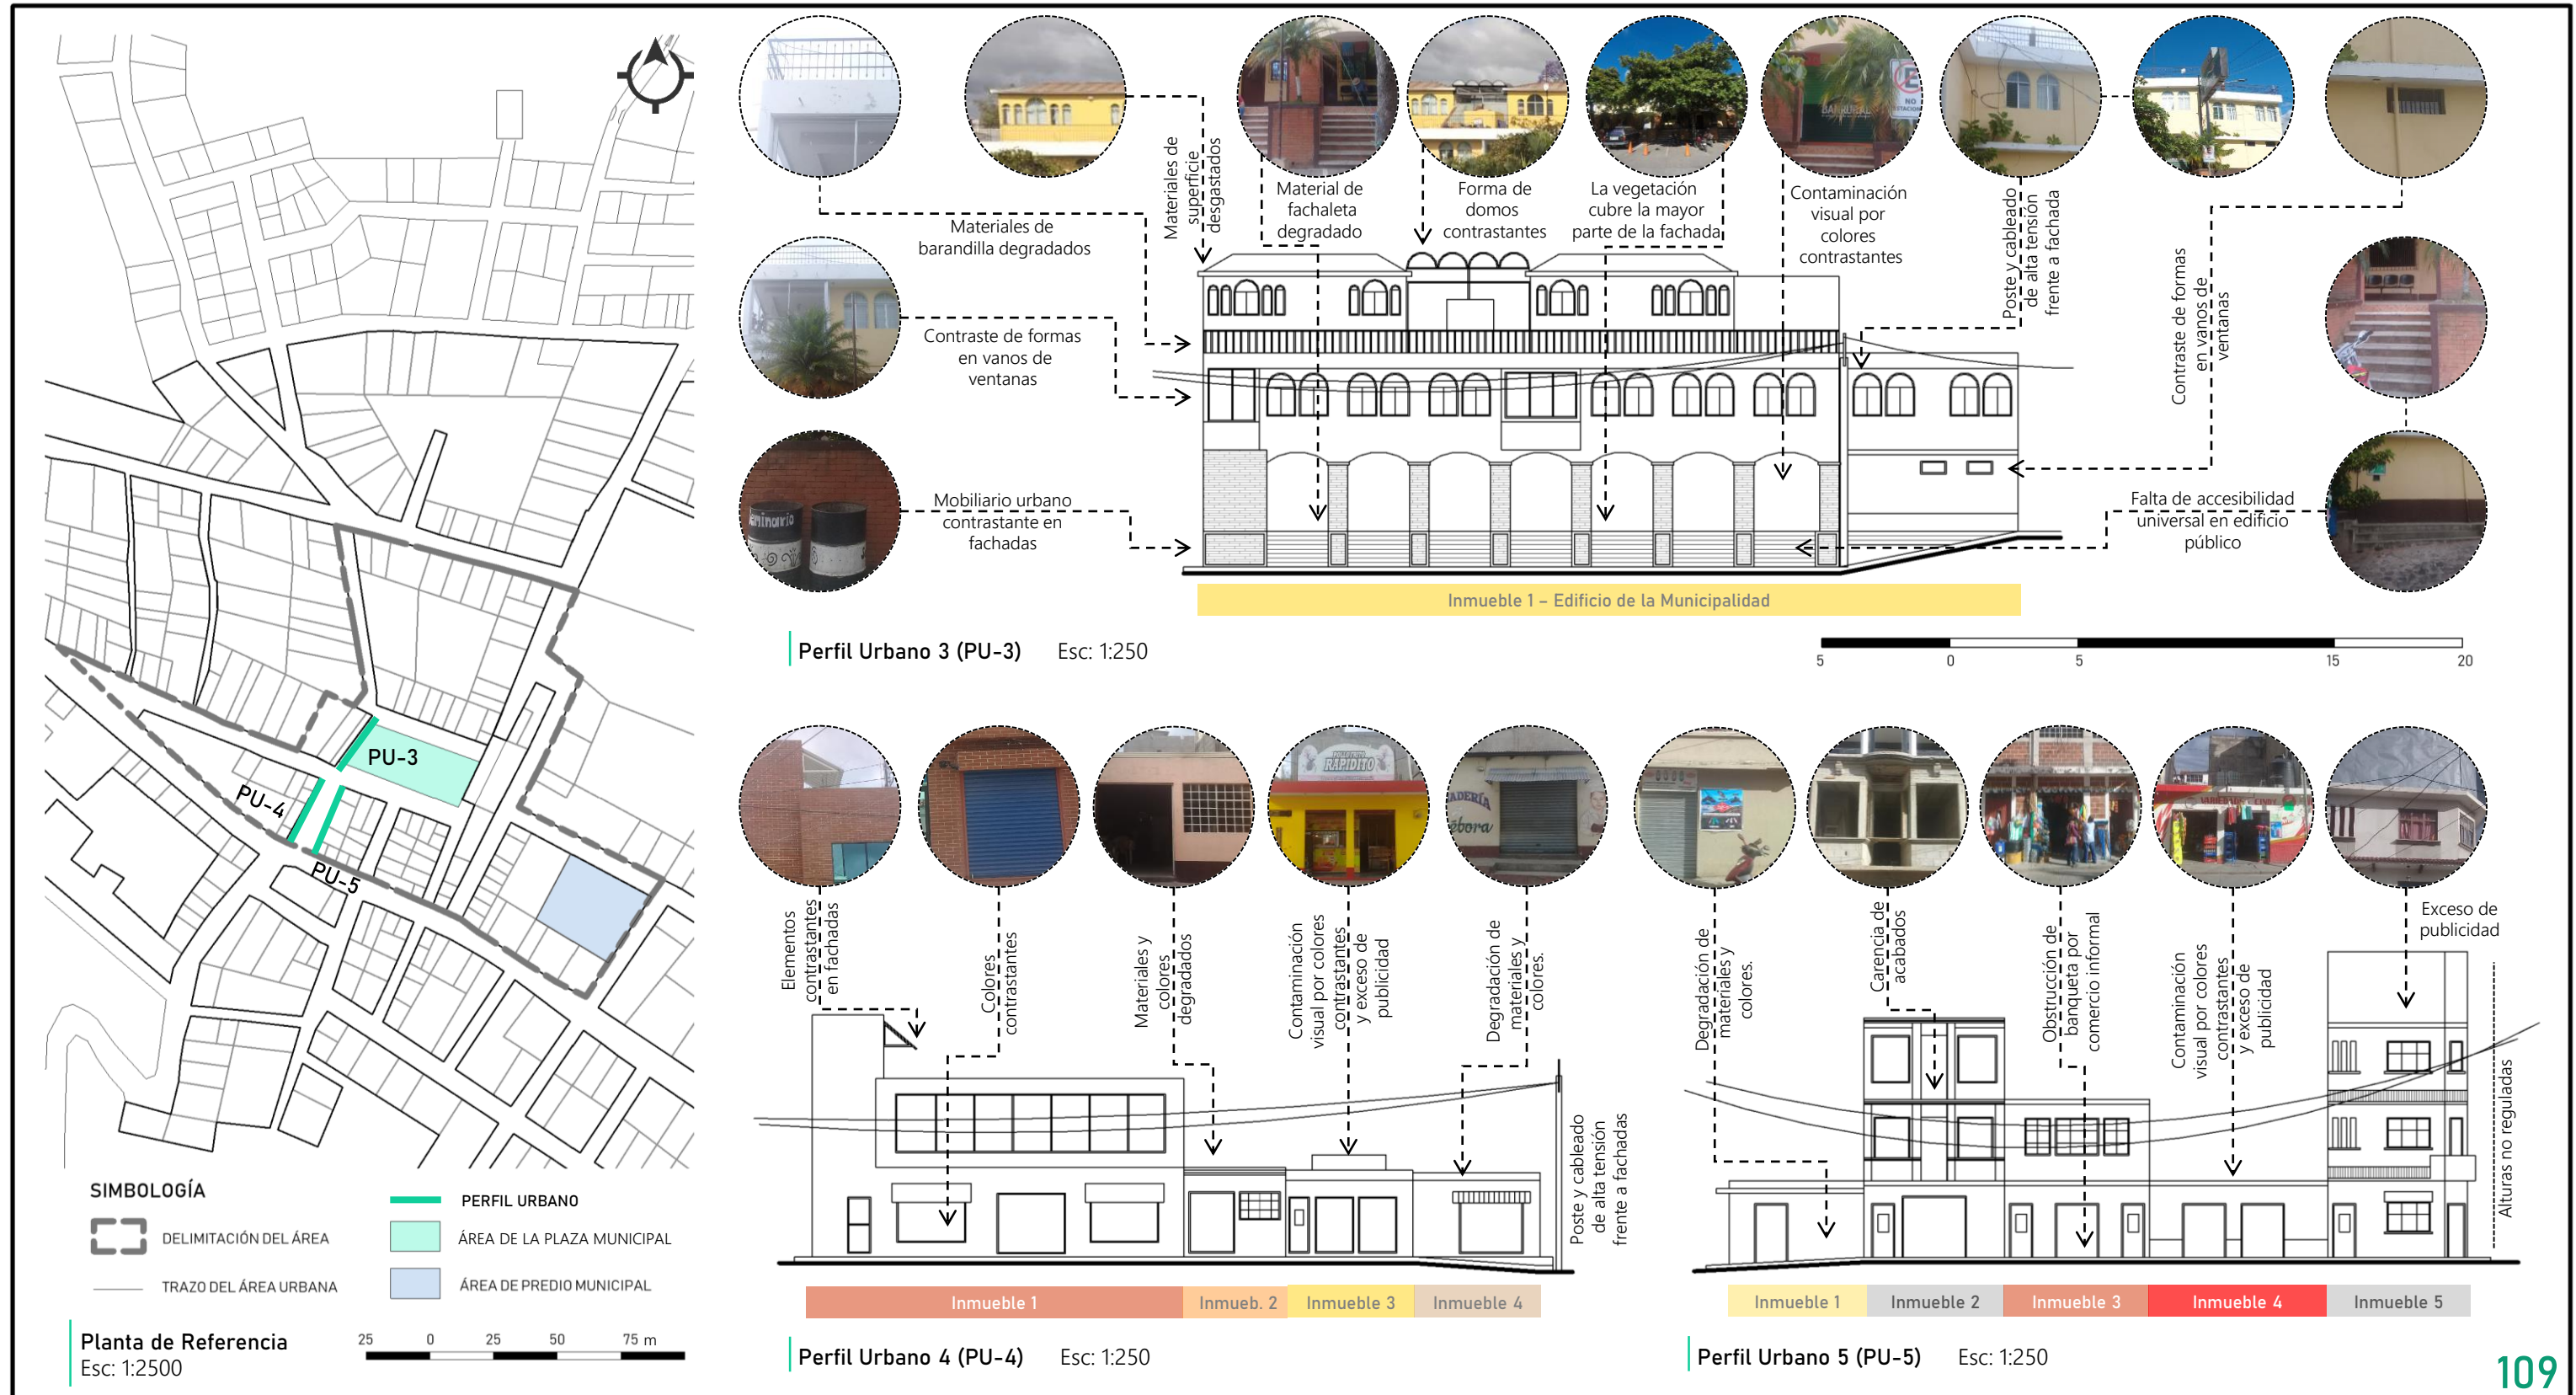 PU-3
PU-4
PU-5
SIMBOLOGÍA
DELIMITACIÓN DEL ÁREA
TRAZO DEL ÁREA URBANA
PERFIL URBANO
ÁREA DE LA PLAZA MUNICIPAL
ÁREA DE PREDIO MUNICIPAL
Planta de Referencia
Esc: 1:2500
25 0 25 50 75 m
Materiales de
barandilla degradados
Materiales de
superficie
desgastados
Material de
fachaleta
degradado
Forma de
domos
contrastantes
La vegetación
cubre la mayor
parte de la fachada
BANRURAL
E
NO
Contaminación
visual por
colores
contrastantes
Poste y cableado
de alta tensión
frente a fachada
Contraste de formas
en vanos de
ventanas
Contraste de formas
en vanos de
ventanas
Mobiliario urbano
contrastante en
fachadas
Falta de accesibilidad
universal en edificio
público
Inmueble 1 – Edificio de la Municipalidad
Perfil Urbano 3 (PU-3) Esc: 1:250
5 0 5 15 20
RAPIDITO
ADERÍA
ébora
Elementos
contrastantes
en fachadas
Colores
contrastantes
Materiales y
colores
degradados
Contaminación
visual por colores
contrastantes
y exceso de
publicidad
Degradación de
materiales y
colores.
Poste y cableado
de alta tensión
frente a fachadas
Inmueble 1
Inmueb. 2
Inmueble 3
Inmueble 4
Perfil Urbano 4 (PU-4) Esc: 1:250
Degradación de
materiales y
colores.
Carencia de
acabados
Obstrucción de
banqueta por
comercio informal
Contaminación
visual por colores
contrastantes
y exceso de
publicidad
Exceso de
publicidad
Alturas no reguladas
Inmueble 1
Inmueble 2
Inmueble 3
Inmueble 4
Inmueble 5
Perfil Urbano 5 (PU-5) Esc: 1:250
109